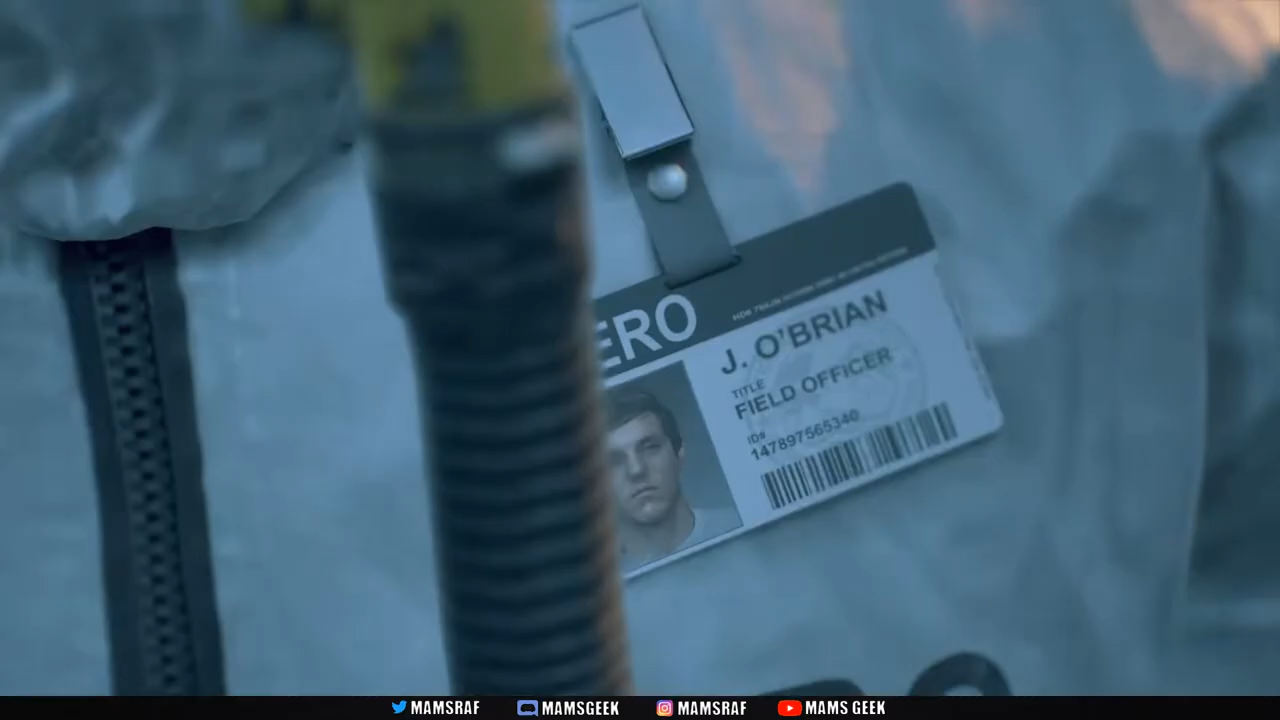 ERO
J. O'BRIAN
TITLE
FIELD OFFICER
ID#
147897565340
MAMSRAF MAMSGEEK MAMSRAF MAMS GEEK